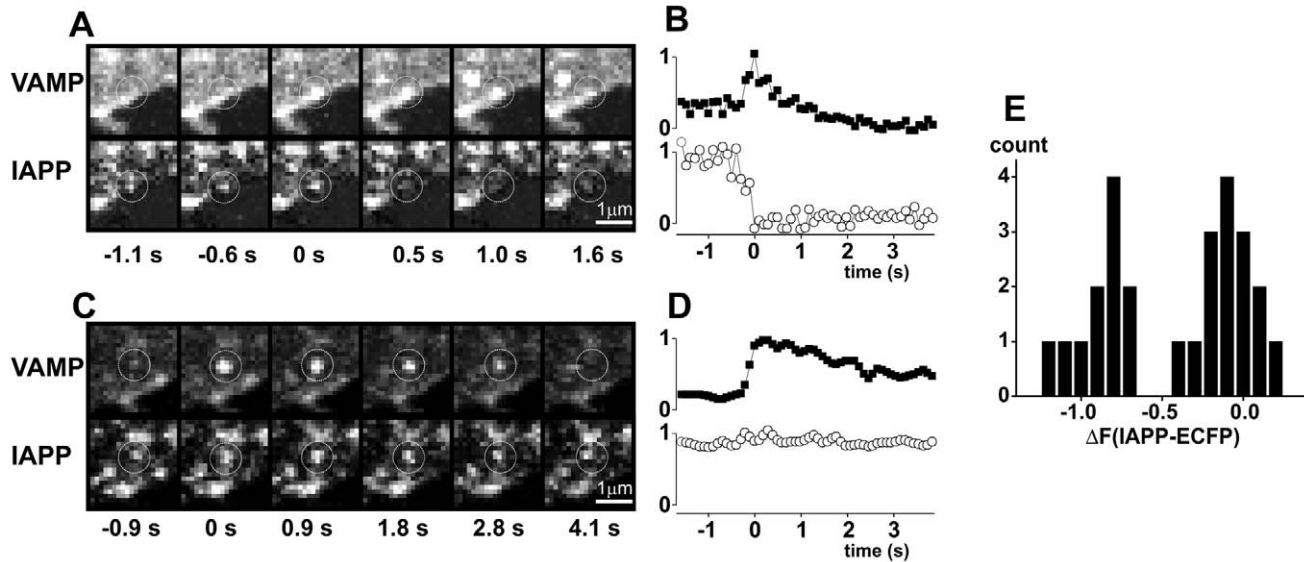 A
VAMP
IAPP
1μm
-1.1 s -0.6 s 0 s 0.5 s 1.0 s 1.6 s
B
1
0
1
0
-1 0 1 2 3
time (s)
C
VAMP
IAPP
1μm
-0.9 s 0 s 0.9 s 1.8 s 2.8 s 4.1 s
D
1
0
1
0
-1 0 1 2 3
time (s)
E
count
4
3
2
1
0
-1.0 -0.5 0.0
ΔF(IAPP-ECFP)